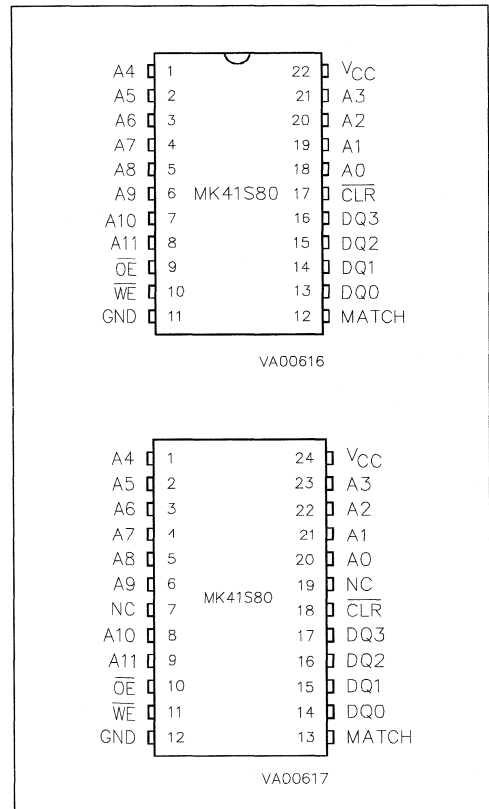 A4 1 22 VCC
A5 2 21 A3
A6 3 20 A2
A7 4 19 A1
A8 5 18 A0
A9 6 MK41S80 17 CLR
A10 7 16 DQ3
A11 8 15 DQ2
OE 9 14 DQ1
WE 10 13 DQ0
GND 11 12 MATCH
VA00616
A4 1 24 VCC
A5 2 23 A3
A6 3 22 A2
A7 4 21 A1
A8 5 20 A0
A9 6 19 NC
NC 7 MK41S80 18 CLR
A10 8 17 DQ3
A11 9 16 DQ2
OE 10 15 DQ1
WE 11 14 DQ0
GND 12 13 MATCH
VA00617